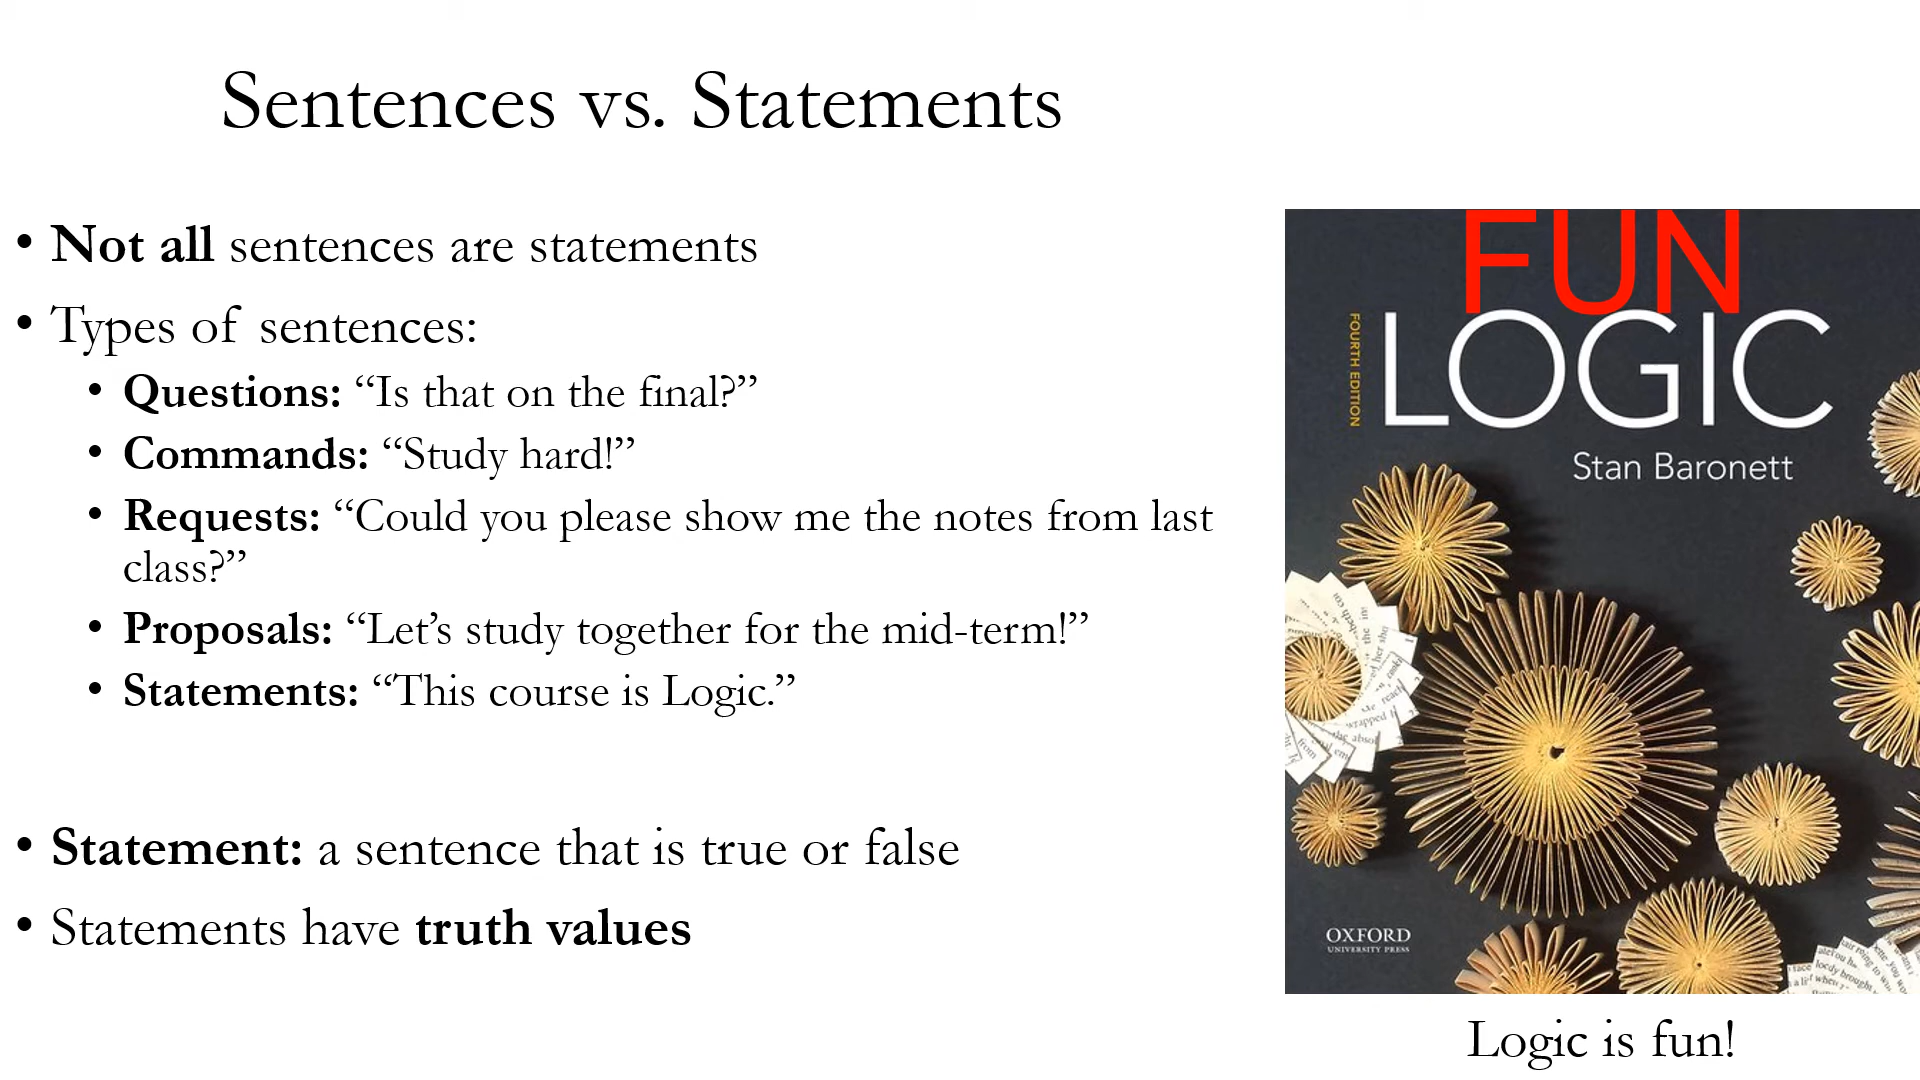 Sentences vs. Statements
• Not all sentences are statements
• Types of sentences:
• Questions: “Is that on the final?”
• Commands: “Study hard!”
• Requests: “Could you please show me the notes from last
class?”
• Proposals: “Let’s study together for the mid-term!”
• Statements: “This course is Logic.”
• Statement: a sentence that is true or false
• Statements have truth values
FUN
FOURTH EDITION
LOGIC
Stan Baronett
OXFORD
UNIVERSITY PRESS
Logic is fun!